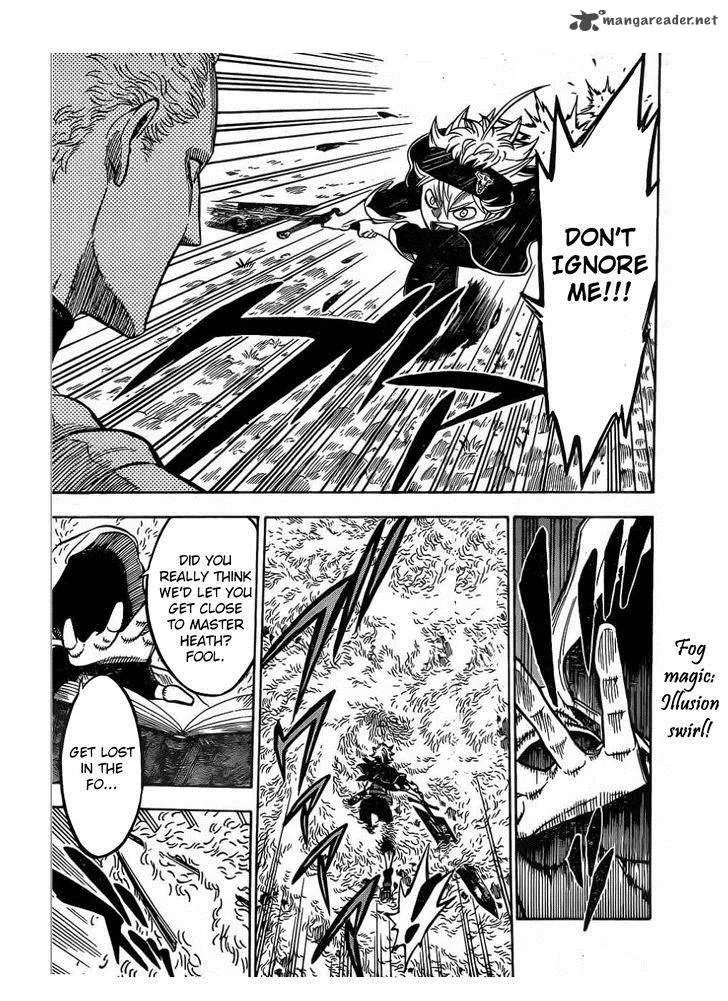 mangareader.net
DON'T
IGNORE
ME!!!
Fog
magic:
Illusion
swirl!
DID YOU
REALLY THINK
WE'D LET YOU
GET CLOSE
TO MASTER
HEATH?
FOOL.
GET LOST
IN THE
FO...